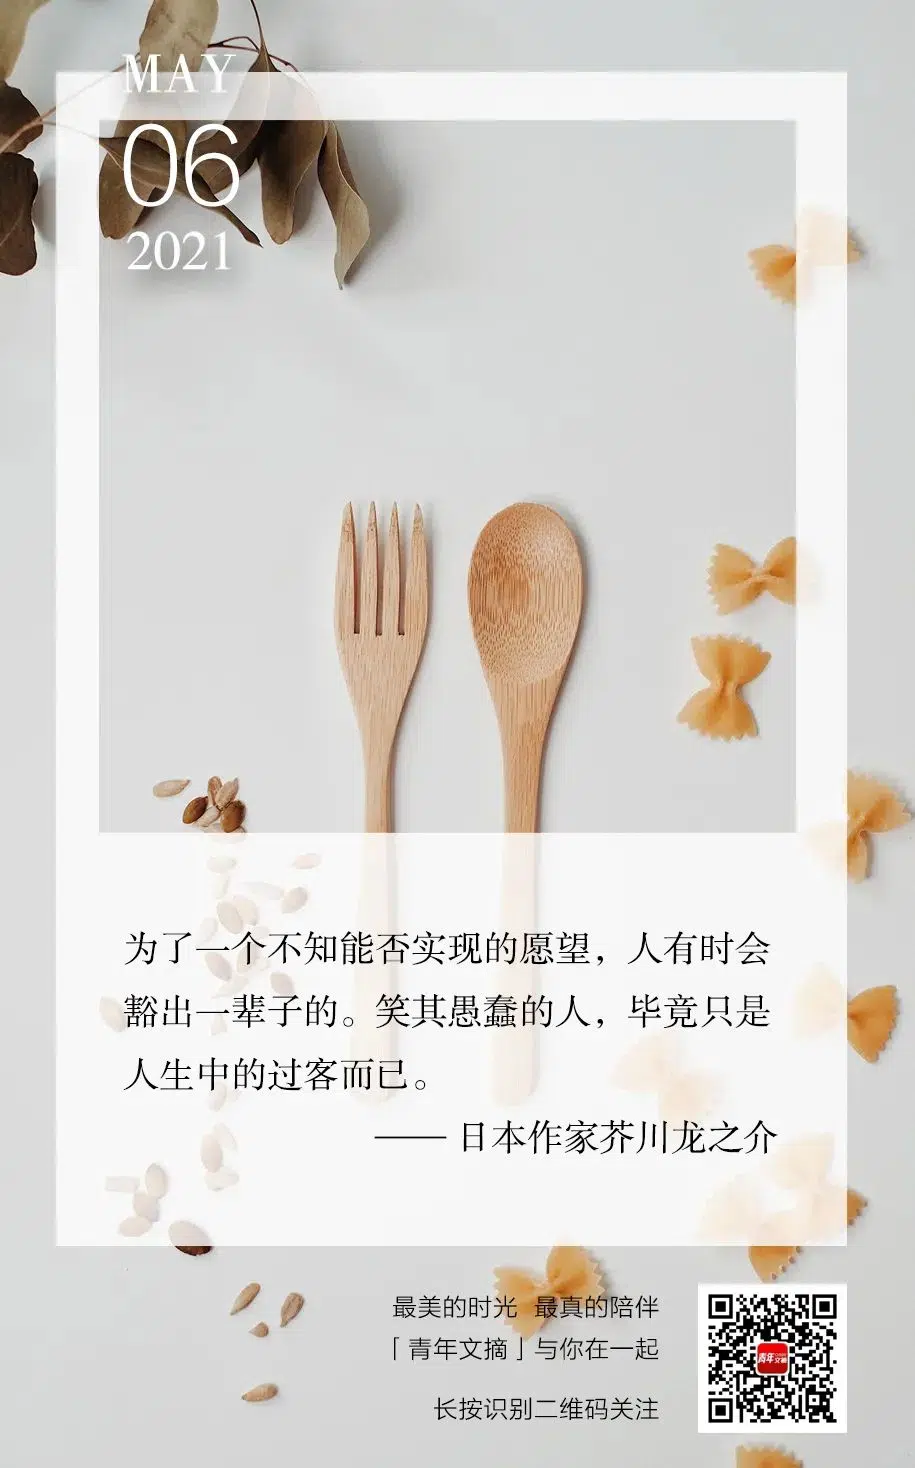 MAY
06
2021
为了一个不知能否实现的愿望，人有时会
豁出一辈子的。笑其愚蠢的人，毕竟只是
人生中的过客而已。
—— 日本作家芥川龙之介
最美的时光 最真的陪伴
「青年文摘」与你在一起
长按识别二维码关注
青年文摘